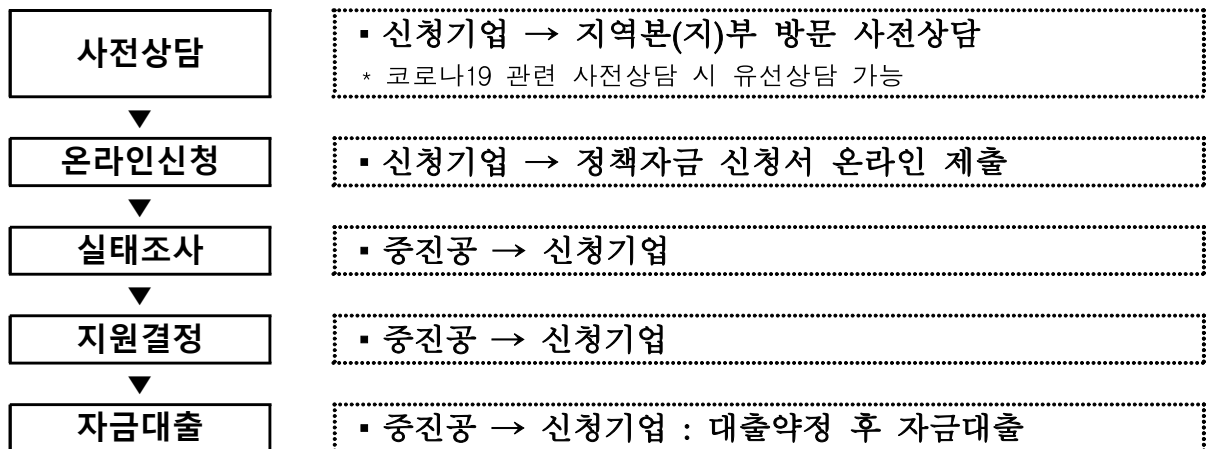 사전상담
▪ 신청기업 → 지역본(지)부 방문 사전상담
* 코로나19 관련 사전상담 시 유선상담 가능
▼
온라인신청
▪ 신청기업 → 정책자금 신청서 온라인 제출
▼
실태조사
▪ 중진공 → 신청기업
▼
지원결정
▪ 중진공 → 신청기업
▼
자금대출
▪ 중진공 → 신청기업 : 대출약정 후 자금대출